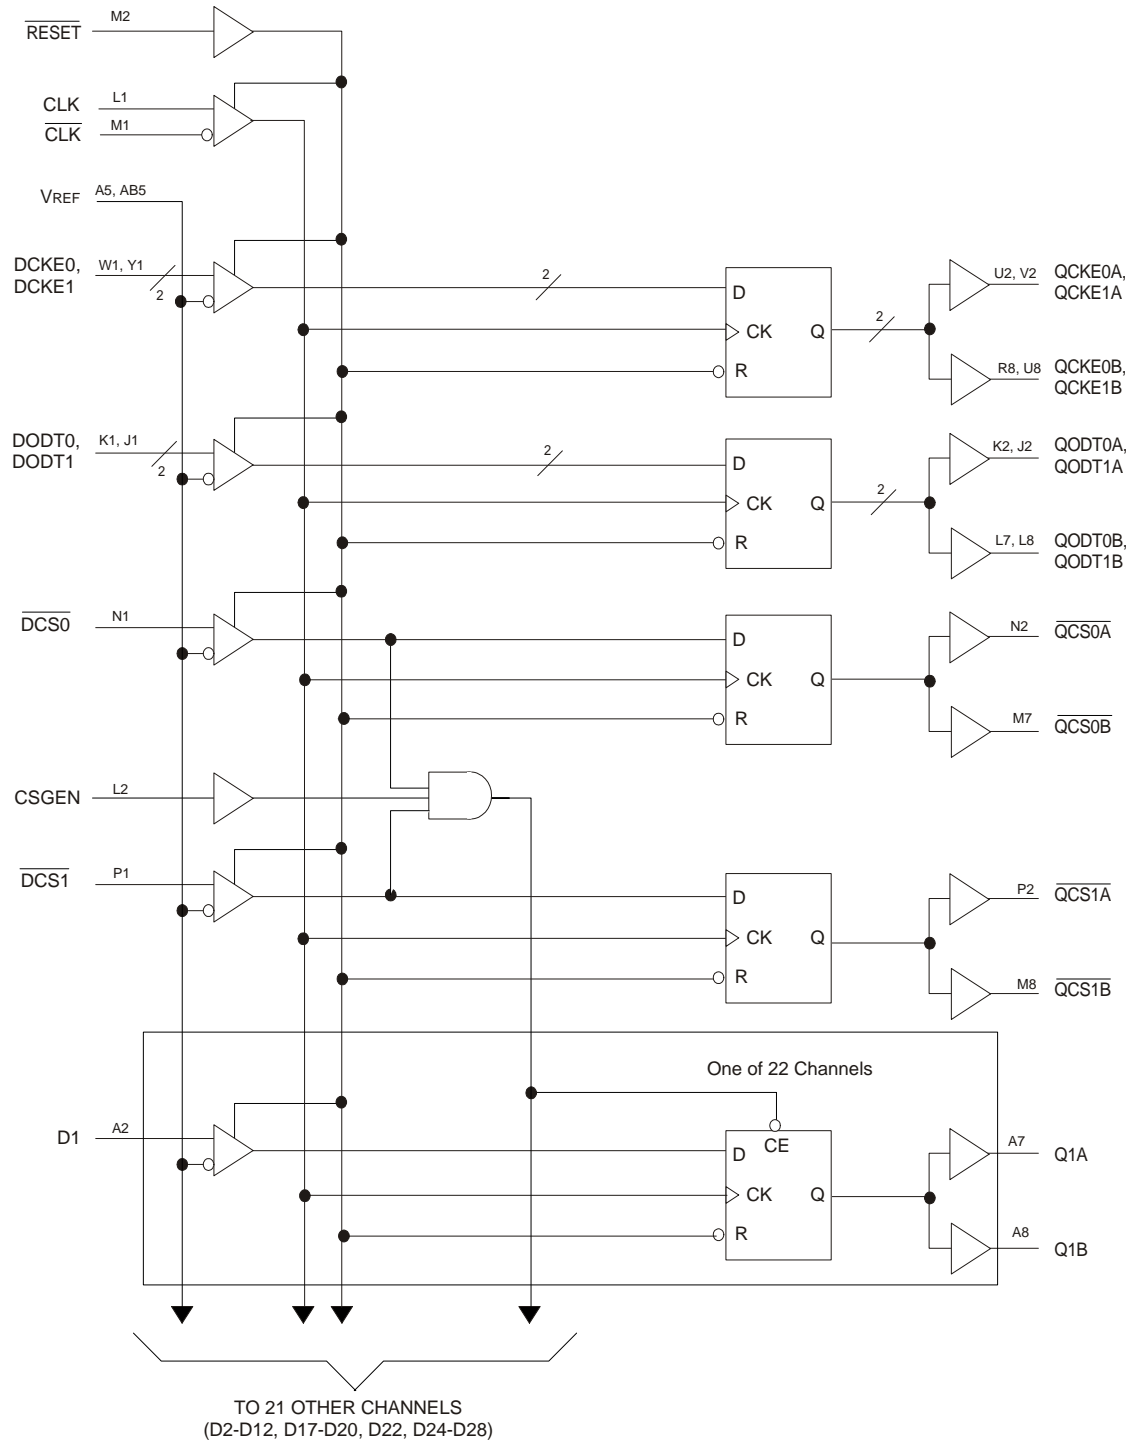 RESET M2
CLK L1
CLK M1
VREF A5, AB5
DCKE0, W1, Y1
DCKE1 2
2
D
CK Q
R
2
U2, V2 QCKE0A,
QCKE1A
R8, U8 QCKE0B,
QCKE1B
DODT0, K1, J1
DODT1 2
2
D
CK Q
R
2
K2, J2 QODT0A,
QODT1A
L7, L8 QODT0B,
QODT1B
DCS0 N1
D
CK Q
R
N2 QCS0A
M7 QCS0B
CSGEN L2
DCS1 P1
D
CK Q
R
P2 QCS1A
M8 QCS1B
One of 22 Channels
D1 A2
CE
D
CK Q
R
A7 Q1A
A8 Q1B
TO 21 OTHER CHANNELS
(D2-D12, D17-D20, D22, D24-D28)